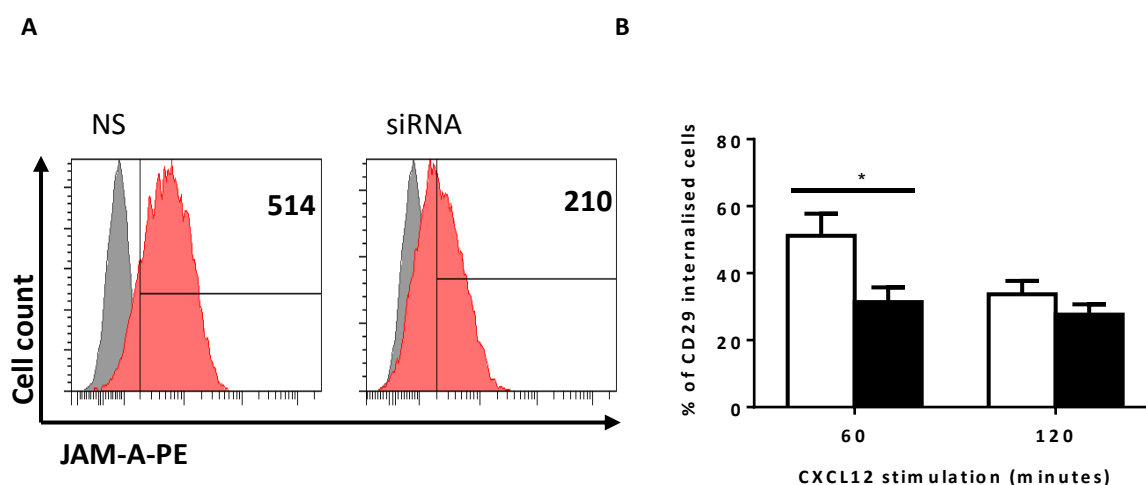 A
B
NS
siRNA
514
210
Cell count
JAM-A-PE
% of CD29 internalised cells
80
60
40
20
0
*
60
120
CXCL12 stimulation (minutes)